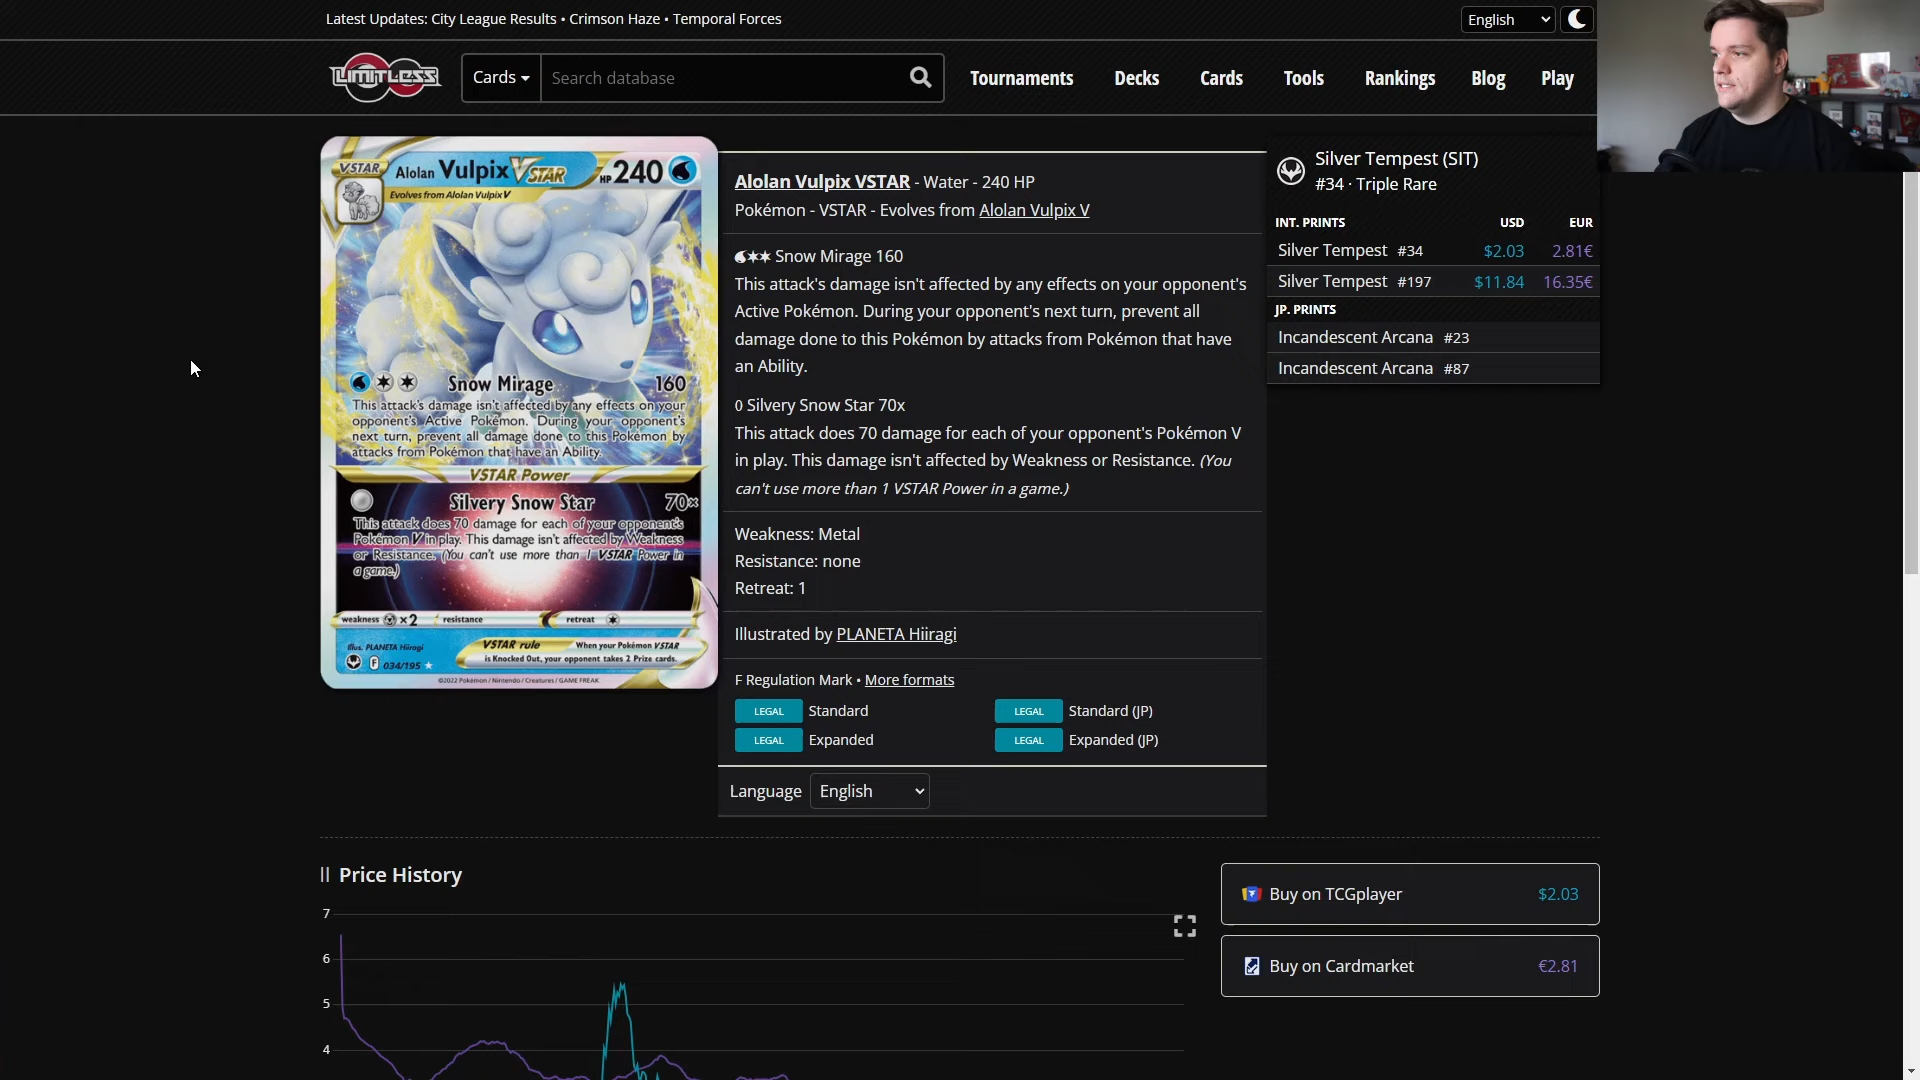 Latest Updates: City League Results • Crimson Haze • Temporal Forces
English
LIMITLESS
Cards
Search database
Tournaments
Decks
Cards
Tools
Rankings
Blog
Play
VSTAR
Alolan Vulpix VSTAR
HP 240
Evolves from Alolan Vulpix V
Snow Mirage 160
This attack's damage isn't affected by any effects on your
opponent's Active Pokémon. During your opponent's
next turn, prevent all damage done to this Pokémon by
attacks from Pokémon that have an Ability.
VSTAR Power
Silvery Snow Star 70×
This attack does 70 damage for each of your opponent's
Pokémon V in play. This damage isn't affected by Weakness
or Resistance. (You can't use more than 1 VSTAR Power in
a game.)
weakness ×2 resistance retreat
Illus. PLANETA Hiiragi
F 034/195 ★
VSTAR rule When your Pokémon VSTAR
is Knocked Out, your opponent takes 2 Prize cards.
©2022 Pokémon / Nintendo / Creatures / GAME FREAK
Alolan Vulpix VSTAR - Water - 240 HP
Pokémon - VSTAR - Evolves from Alolan Vulpix V
Snow Mirage 160
This attack's damage isn't affected by any effects on your opponent's
Active Pokémon. During your opponent's next turn, prevent all
damage done to this Pokémon by attacks from Pokémon that have
an Ability.
0 Silvery Snow Star 70x
This attack does 70 damage for each of your opponent's Pokémon V
in play. This damage isn't affected by Weakness or Resistance. (You
can't use more than 1 VSTAR Power in a game.)
Weakness: Metal
Resistance: none
Retreat: 1
Illustrated by PLANETA Hiiragi
F Regulation Mark • More formats
LEGAL Standard
LEGAL Standard (JP)
LEGAL Expanded
LEGAL Expanded (JP)
Language English
Silver Tempest (SIT)
#34 · Triple Rare
INT. PRINTS USD EUR
Silver Tempest #34 $2.03 2.81€
Silver Tempest #197 $11.84 16.35€
JP. PRINTS
Incandescent Arcana #23
Incandescent Arcana #87
Price History
7
6
5
4
Buy on TCGplayer $2.03
Buy on Cardmarket €2.81